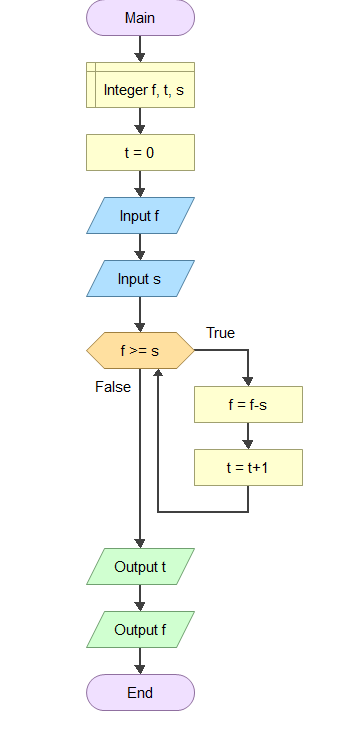 Main
Integer f, t, s
t = 0
Input f
Input s
f >= s
True
False
f = f-s
t = t+1
Output t
Output f
End